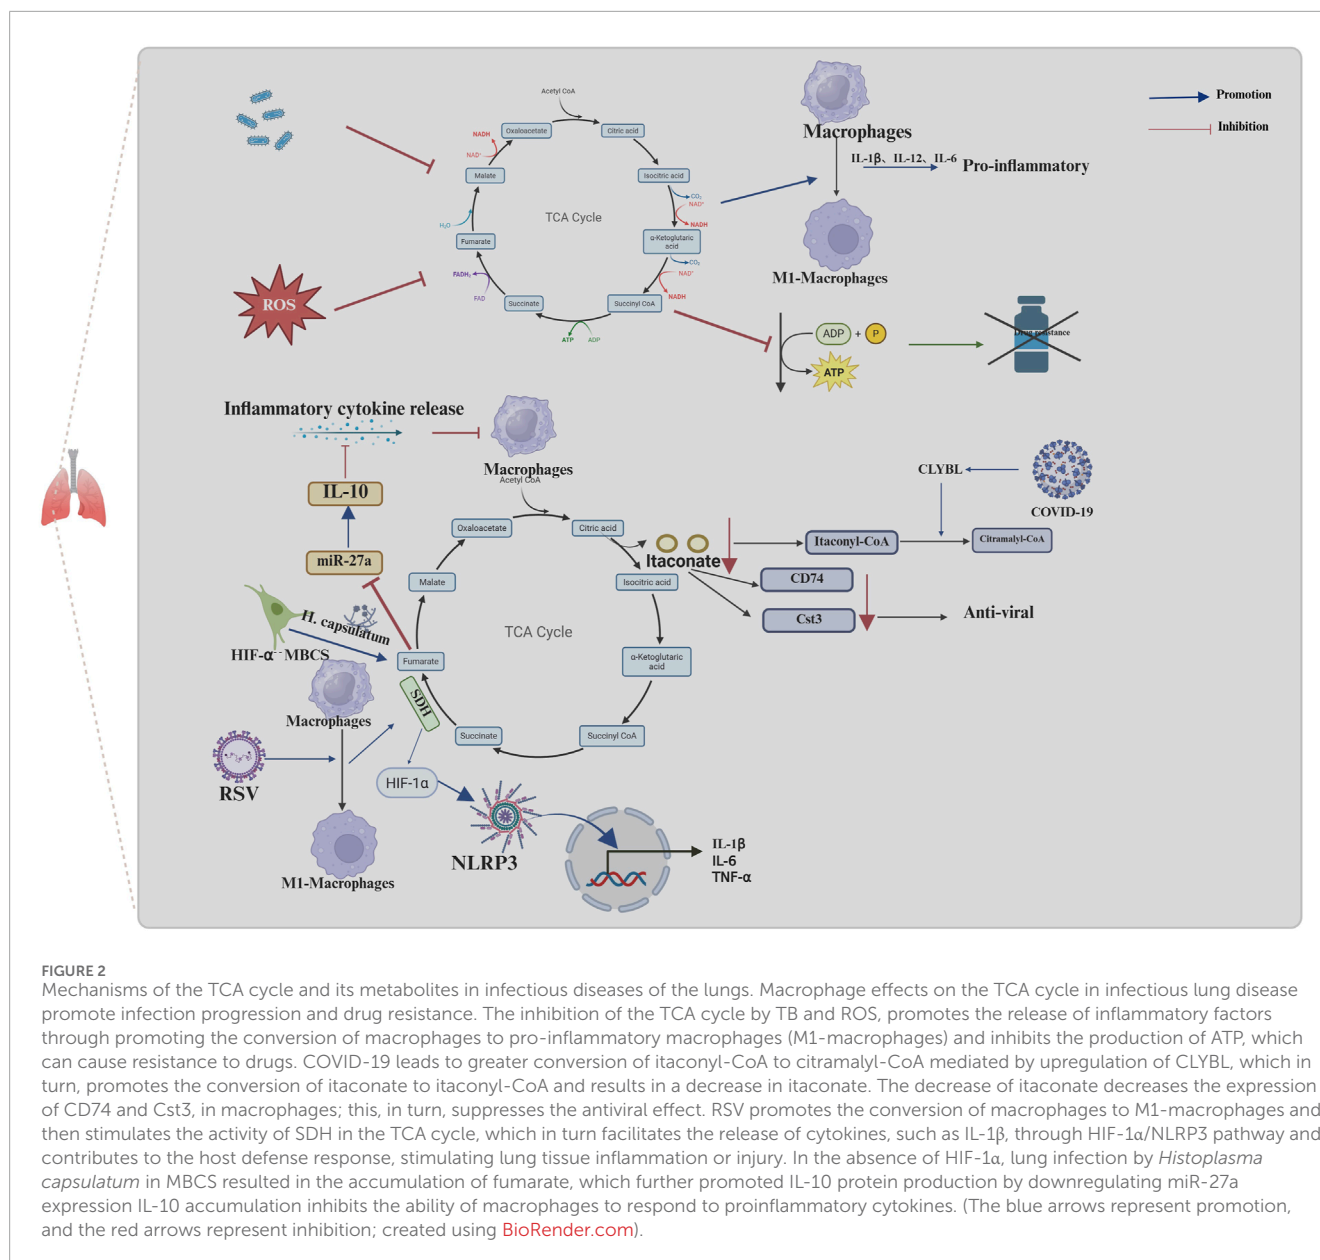 Acetyl CoA
Oxaloacetate
Citric acid
NADH
NAD⁺
Malate
Isocitric acid
CO₂
NAD⁺
NADH
H₂O
TCA Cycle
Fumarate
α-Ketoglutaric
acid
CO₂
FADH₂
NAD⁺
FAD
NADH
Succinate
Succinyl CoA
ATP
ADP
ROS
Macrophages
IL-1β、IL-12、IL-6
Pro-inflammatory
M1-Macrophages
Promotion
Inhibition
ADP
+
P
ATP
Drug resistance
Inflammatory cytokine release
Macrophages
Acetyl CoA
IL-10
miR-27a
H. capsulatum
HIF-α⁻⁻MBCS
Oxaloacetate
Citric acid
Malate
Isocitric acid
TCA Cycle
Fumarate
α-Ketoglutaric
acid
SDH
Succinate
Succinyl CoA
Itaconate
Itaconyl-CoA
CLYBL
COVID-19
Citramalyl-CoA
CD74
Cst3
Anti-viral
Macrophages
RSV
M1-Macrophages
HIF-1α
NLRP3
IL-1β
IL-6
TNF-α
FIGURE 2
Mechanisms of the TCA cycle and its metabolites in infectious diseases of the lungs. Macrophage effects on the TCA cycle in infectious lung disease
promote infection progression and drug resistance. The inhibition of the TCA cycle by TB and ROS, promotes the release of inflammatory factors
through promoting the conversion of macrophages to pro-inflammatory macrophages (M1-macrophages) and inhibits the production of ATP, which
can cause resistance to drugs. COVID-19 leads to greater conversion of itaconyl-CoA to citramalyl-CoA mediated by upregulation of CLYBL, which in
turn, promotes the conversion of itaconate to itaconyl-CoA and results in a decrease in itaconate. The decrease of itaconate decreases the expression
of CD74 and Cst3, in macrophages; this, in turn, suppresses the antiviral effect. RSV promotes the conversion of macrophages to M1-macrophages and
then stimulates the activity of SDH in the TCA cycle, which in turn facilitates the release of cytokines, such as IL-1β, through HIF-1α/NLRP3 pathway and
contributes to the host defense response, stimulating lung tissue inflammation or injury. In the absence of HIF-1α, lung infection by Histoplasma
capsulatum in MBCS resulted in the accumulation of fumarate, which further promoted IL-10 protein production by downregulating miR-27a
expression IL-10 accumulation inhibits the ability of macrophages to respond to proinflammatory cytokines. (The blue arrows represent promotion,
and the red arrows represent inhibition; created using BioRender.com).